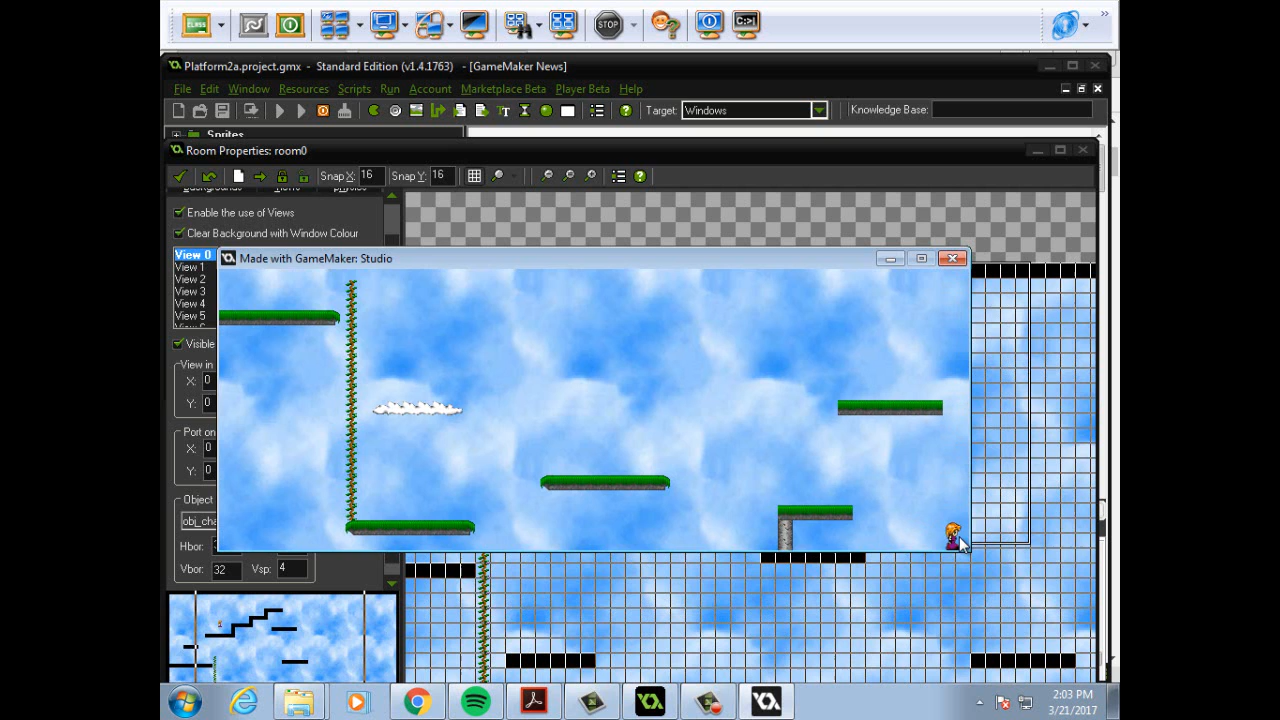 CLASS
STOP
C:>|
»
Platform2a.project.gmx - Standard Edition (v1.4.1763) - [GameMaker News]
File Edit Window Resources Scripts Run Account Marketplace Beta Player Beta Help
Target: Windows Knowledge Base:
Sprites
Room Properties: room0
Snap X: 16 Snap Y: 16
Enable the use of Views
Clear Background with Window Colour
View 0 Made with GameMaker: Studio
View 1
View 2
View 3
View 4
View 5
Visible
View in
X: 0
Y: 0
Port on
X: 0
Y: 0
Object
obj_cha
Hbor:
Vbor: 32 Vsp: 4
2:03 PM
3/21/2017